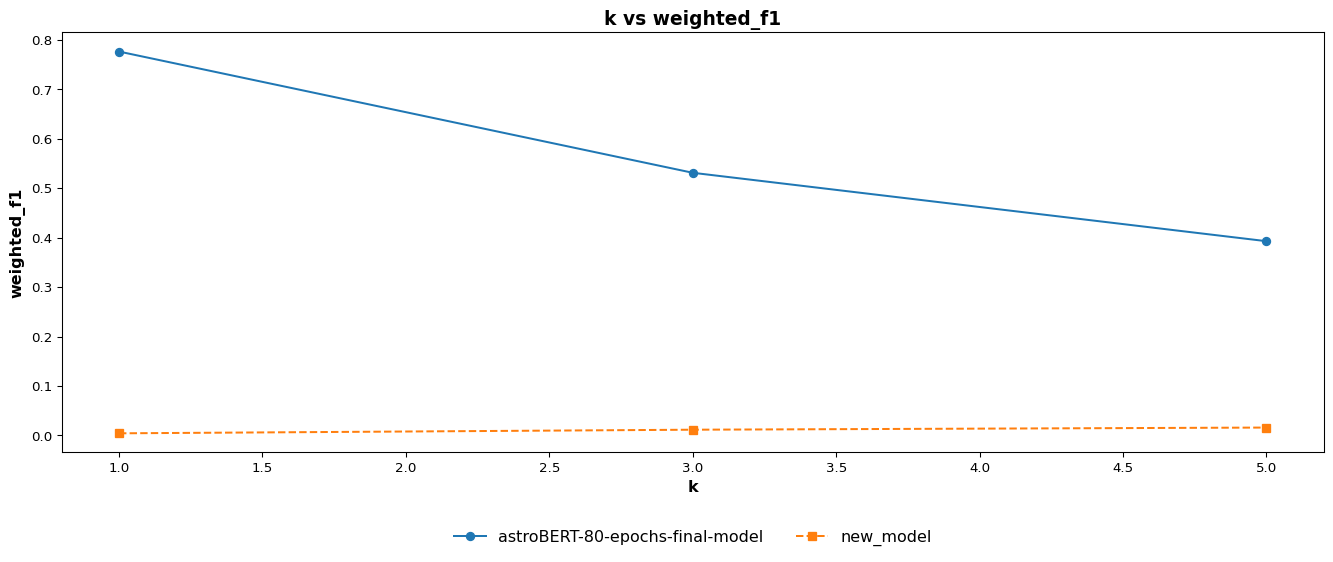 k vs weighted_f1
weighted_f1
0.8
0.7
0.6
0.5
0.4
0.3
0.2
0.1
0.0
1.0 1.5 2.0 2.5 3.0 3.5 4.0 4.5 5.0
k
astroBERT-80-epochs-final-model new_model